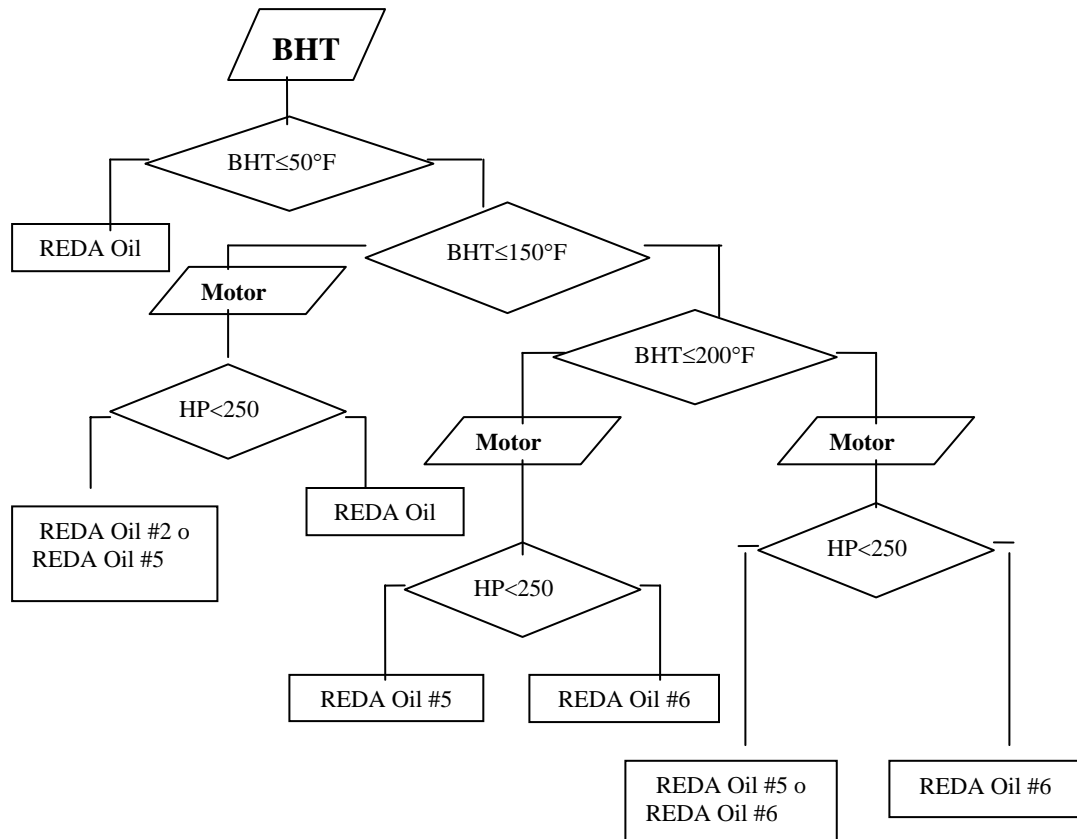 BHT
BHT≤50°F
REDA Oil
BHT≤150°F
Motor
BHT≤200°F
HP<250
Motor
Motor
REDA Oil
REDA Oil #2 o
REDA Oil #5
HP<250
HP<250
REDA Oil #5
REDA Oil #6
REDA Oil #5 o
REDA Oil #6
REDA Oil #6